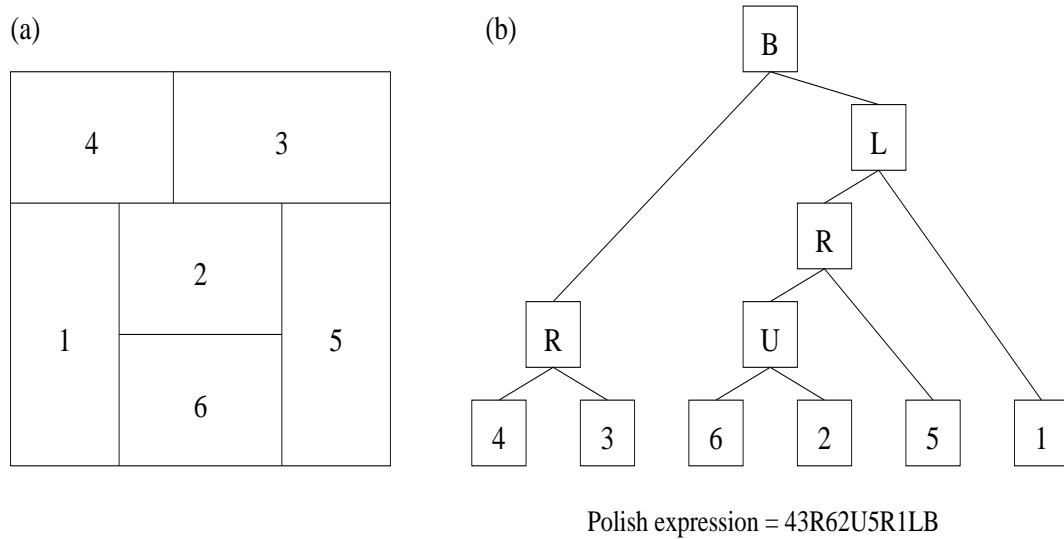 (a)
4 3
2
1 5
6
(b)
B
L
R
R U
4 3 6 2 5 1
Polish expression = 43R62U5R1LB